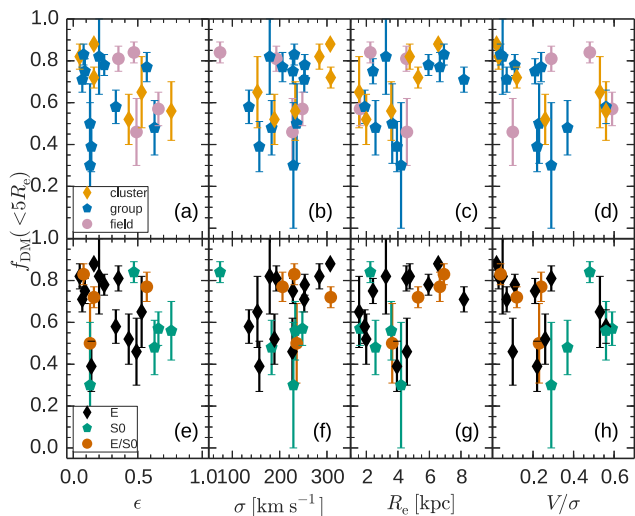 1.0
0.8
0.6
0.4
0.2
cluster
group
field
(a)
(b)
(c)
(d)
f_DM(<5R_e)
1.0
0.8
0.6
0.4
0.2
0.0
E
S0
E/S0
(e)
(f)
(g)
(h)
0.0 0.5 1.0
100 200 300
2 4 6 8
0.2 0.4 0.6
ϵ
σ [km s⁻¹]
R_e [kpc]
V/σ